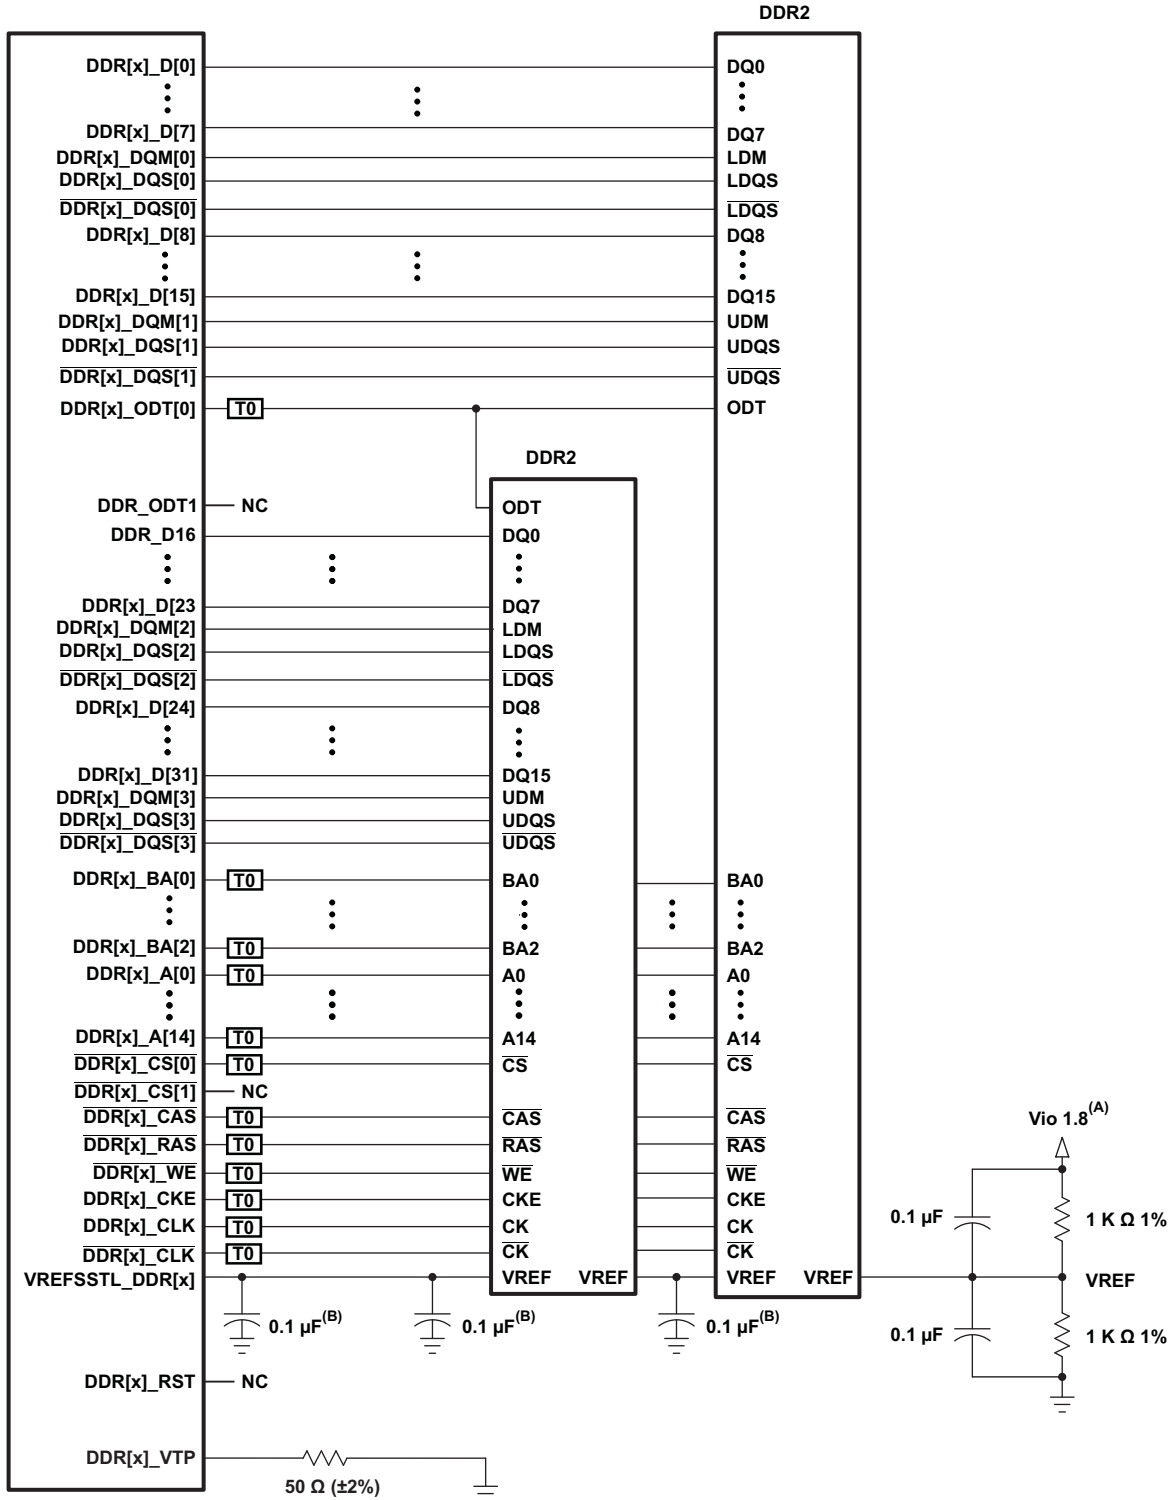 DDR2
DDR[x]_D[0] DQ0
DDR[x]_D[7] DQ7
DDR[x]_DQM[0] LDM
DDR[x]_DQS[0] LDQS
DDR[x]_DQS[0] LDQS
DDR[x]_D[8] DQ8
DDR[x]_D[15] DQ15
DDR[x]_DQM[1] UDM
DDR[x]_DQS[1] UDQS
DDR[x]_DQS[1] UDQS
DDR[x]_ODT[0] T0 ODT
DDR2
DDR_ODT1 NC ODT
DDR_D16 DQ0
DDR[x]_D[23 DQ7
DDR[x]_DQM[2] LDM
DDR[x]_DQS[2] LDQS
DDR[x]_DQS[2] LDQS
DDR[x]_D[24] DQ8
DDR[x]_D[31] DQ15
DDR[x]_DQM[3] UDM
DDR[x]_DQS[3] UDQS
DDR[x]_DQS[3] UDQS
DDR[x]_BA[0] T0 BA0 BA0
DDR[x]_BA[2] T0 BA2 BA2
DDR[x]_A[0] T0 A0 A0
DDR[x]_A[14] T0 A14 A14
DDR[x]_CS[0] T0 CS CS
DDR[x]_CS[1] NC
DDR[x]_CAS T0 CAS CAS
Vio 1.8(A)
DDR[x]_RAS T0 RAS RAS
DDR[x]_WE T0 WE WE
DDR[x]_CKE T0 CKE CKE
0.1 µF 1 K Ω 1%
DDR[x]_CLK T0 CK CK
DDR[x]_CLK T0 CK CK
VREFSSTL_DDR[x] VREF VREF VREF VREF VREF
0.1 µF(B) 0.1 µF(B) 0.1 µF(B) 0.1 µF 1 K Ω 1%
DDR[x]_RST NC
DDR[x]_VTP
50 Ω (±2%)